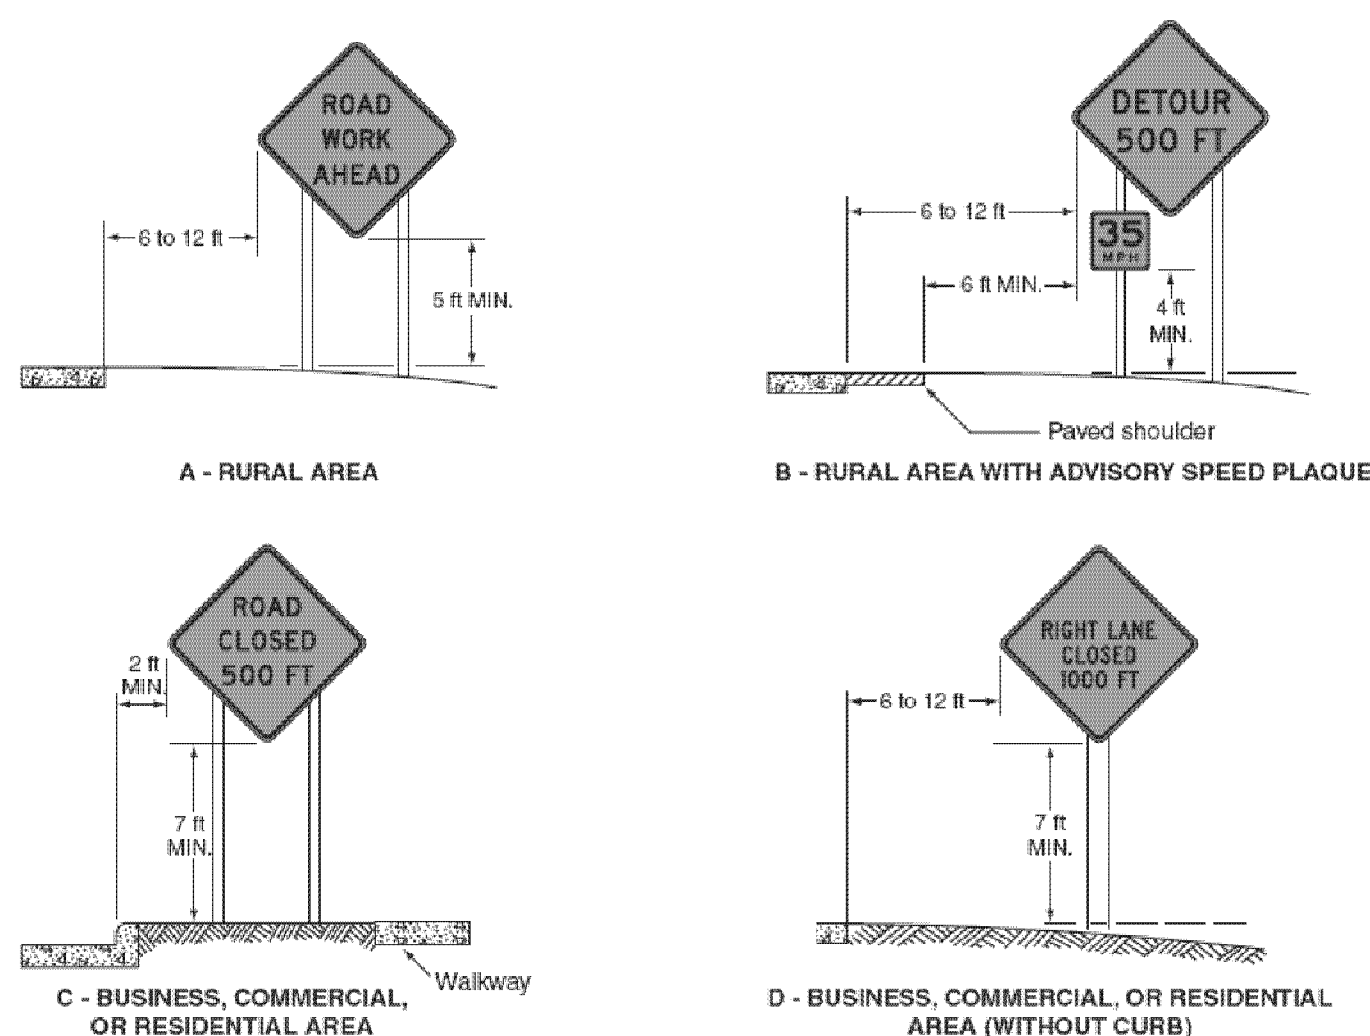 ROAD
WORK
AHEAD
6 to 12 ft
5 ft MIN.
A - RURAL AREA
DETOUR
500 FT
6 to 12 ft
35
MPH
6 ft MIN.
4 ft
MIN.
Paved shoulder
B - RURAL AREA WITH ADVISORY SPEED PLAQUE
ROAD
CLOSED
500 FT
2 ft
MIN.
7 ft
MIN.
Walkway
C - BUSINESS, COMMERCIAL,
OR RESIDENTIAL AREA
RIGHT LANE
CLOSED
1000 FT
6 to 12 ft
7 ft
MIN.
D - BUSINESS, COMMERCIAL, OR RESIDENTIAL
AREA (WITHOUT CURB)